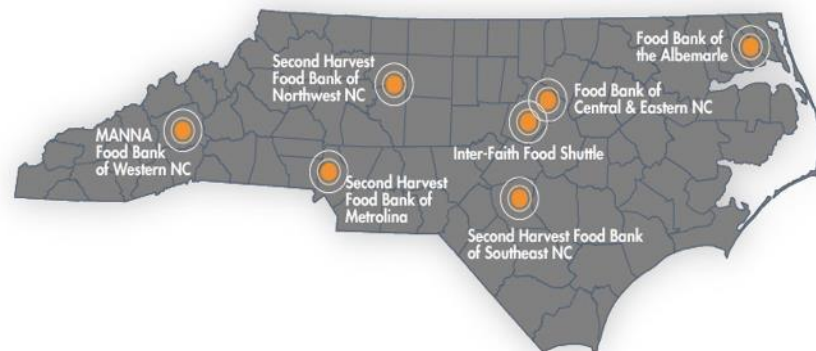 Food Bank of
the Albemarle
Second Harvest
Food Bank of
Northwest NC
Food Bank of
Central & Eastern NC
MANNA
Food Bank
of Western NC
Inter-Faith Food Shuttle
Second Harvest
Food Bank of
Metrolina
Second Harvest Food Bank
of Southeast NC